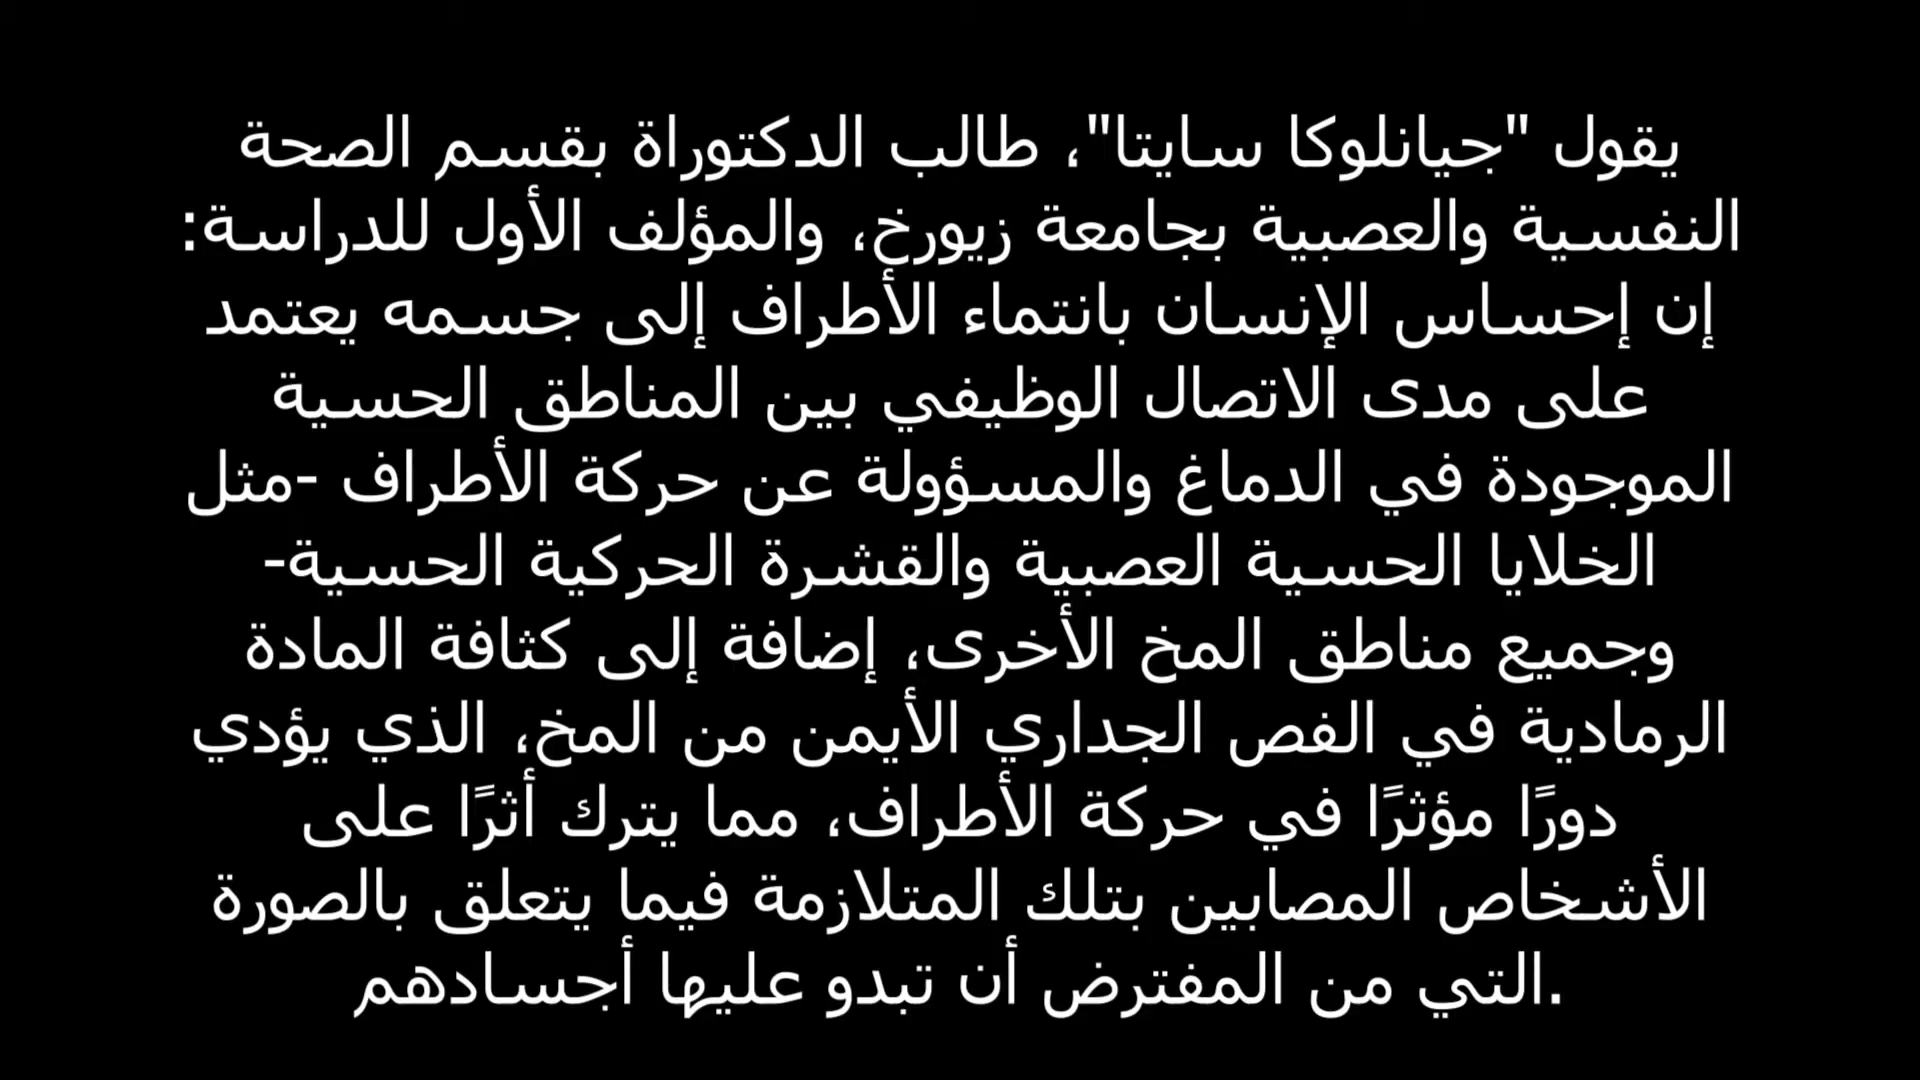 يقول "جيانلوكا سايتا"، طالب الدكتوراة بقسم الصحة
النفسية والعصبية بجامعة زيورخ، والمؤلف الأول للدراسة:
إن إحساس الإنسان بانتماء الأطراف إلى جسمه يعتمد
على مدى الاتصال الوظيفي بين المناطق الحسية
الموجودة في الدماغ والمسؤولة عن حركة الأطراف -مثل
الخلايا الحسية العصبية والقشرة الحركية الحسية-
وجميع مناطق المخ الأخرى، إضافة إلى كثافة المادة
الرمادية في الفص الجداري الأيمن من المخ، الذي يؤدي
دورًا مؤثرًا في حركة الأطراف، مما يترك أثرًا على
الأشخاص المصابين بتلك المتلازمة فيما يتعلق بالصورة
.التي من المفترض أن تبدو عليها أجسادهم